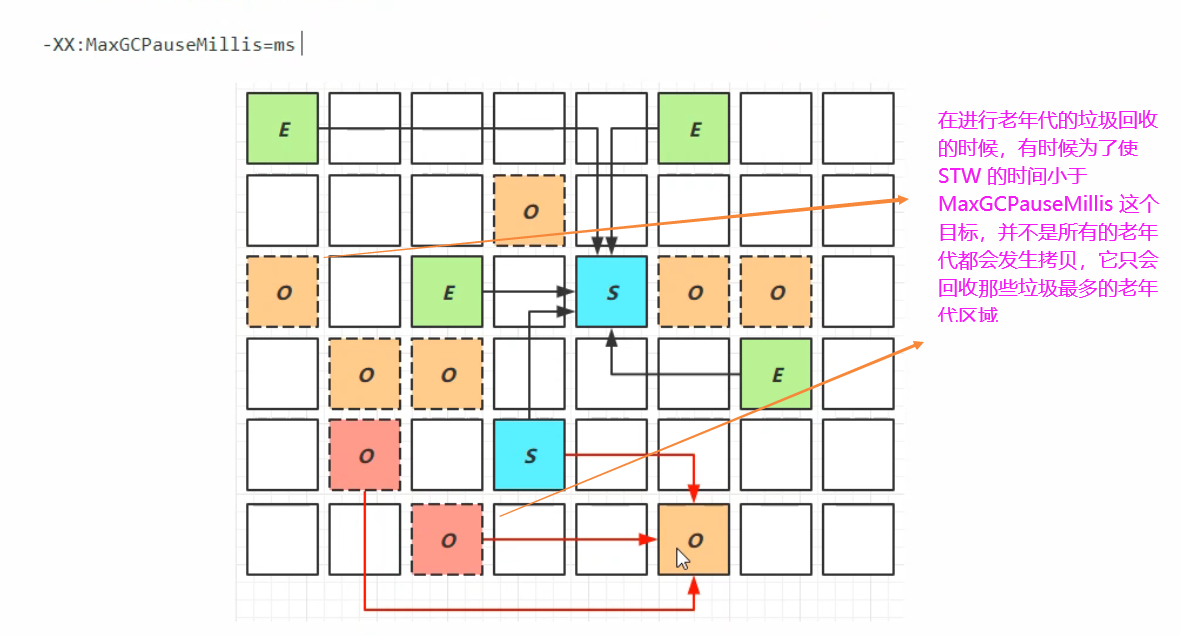 -XX:MaxGCPauseMillis=ms
E E
O
O E S O O
O O E
O S
O O
在进行老年代的垃圾回收
的时候，有时候为了使
STW 的时间小于
MaxGCPauseMillis 这个
目标，并不是所有的老年
代都会发生拷贝，它只会
回收那些垃圾最多的老年
代区域